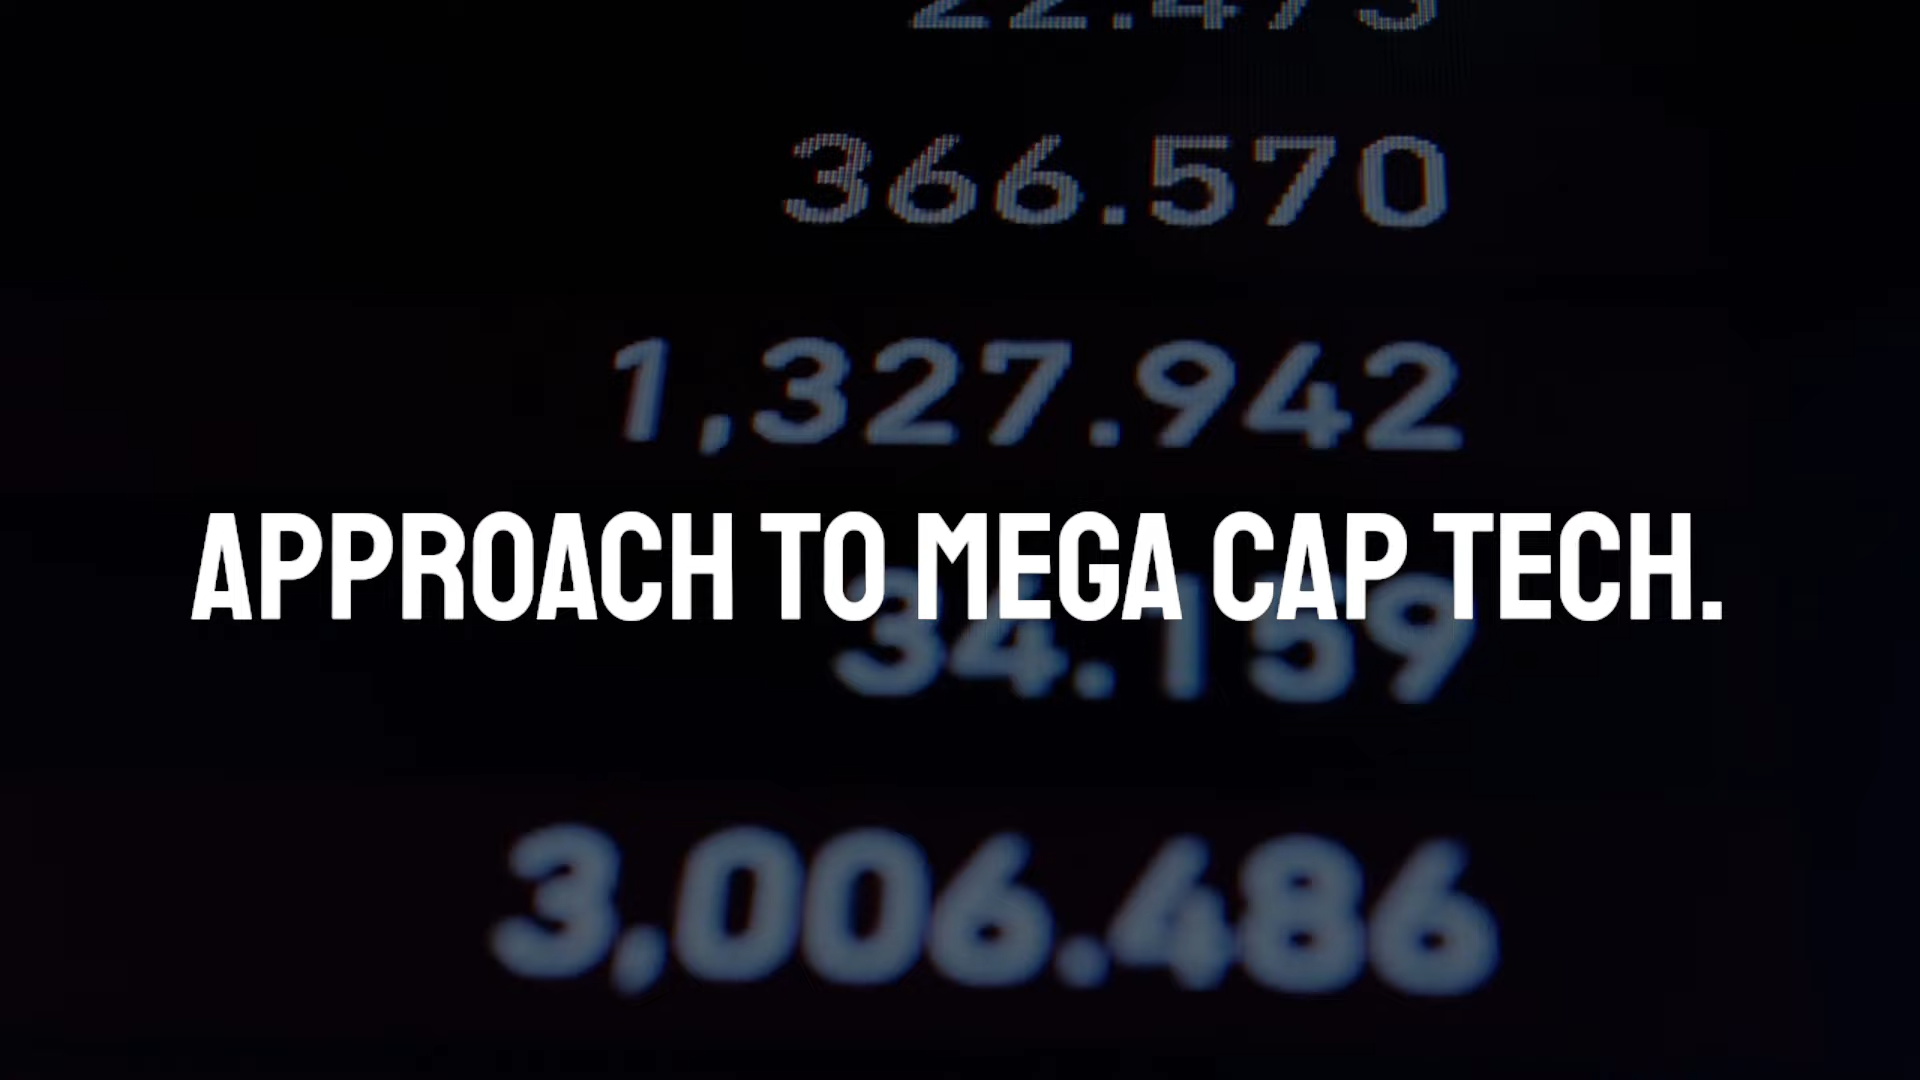 366.570
1,327.942
APPROACH TO MEGA CAP TECH.
34.159
3,006.486